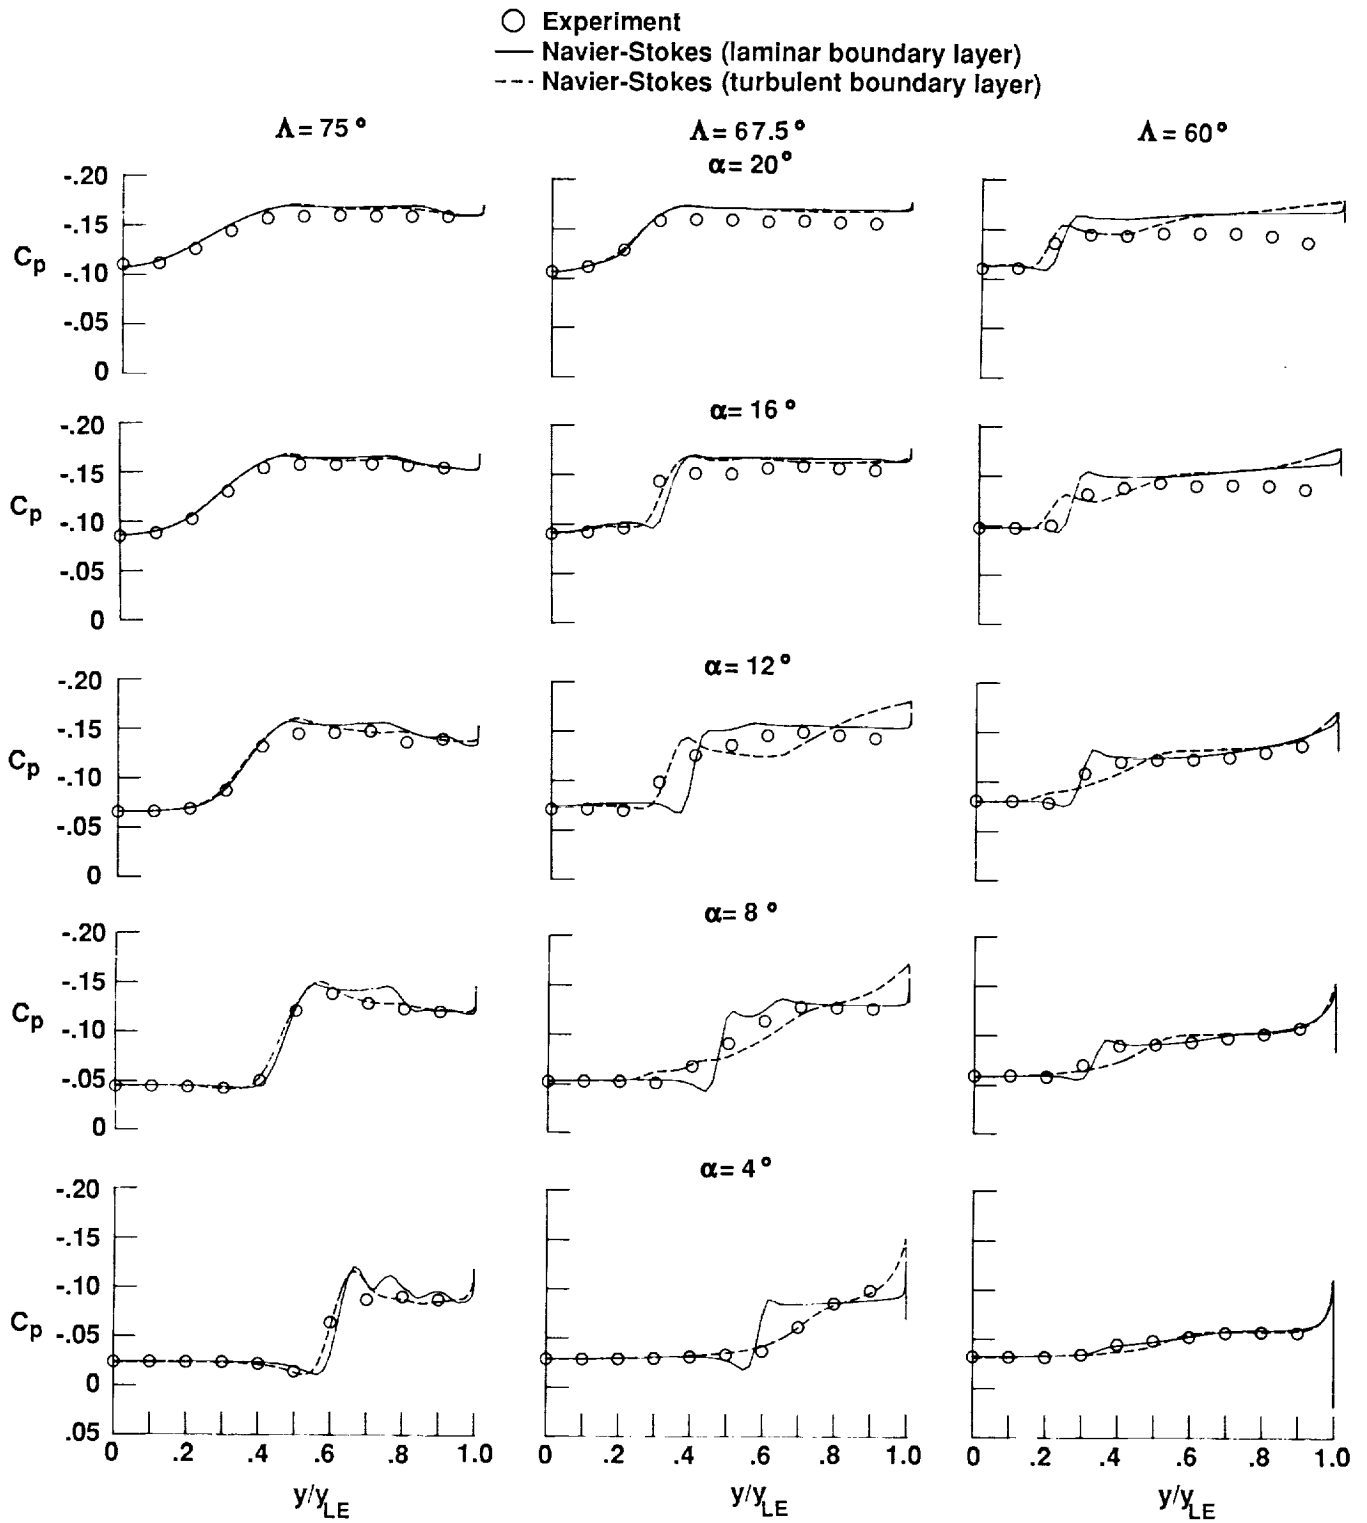 Experiment
Navier-Stokes (laminar boundary layer)
Navier-Stokes (turbulent boundary layer)
Λ = 75° Λ = 67.5° Λ = 60°
α = 20°
-.20
-.15
Cp
-.10
-.05
0
α = 16°
-.20
-.15
Cp
-.10
-.05
0
α = 12°
-.20
-.15
Cp
-.10
-.05
0
α = 8°
-.20
-.15
Cp
-.10
-.05
0
α = 4°
-.20
-.15
-.10
Cp
-.05
0
.05
0 .2 .4 .6 .8 1.0 0 .2 .4 .6 .8 1.0 0 .2 .4 .6 .8 1.0
y/yLE y/yLE y/yLE